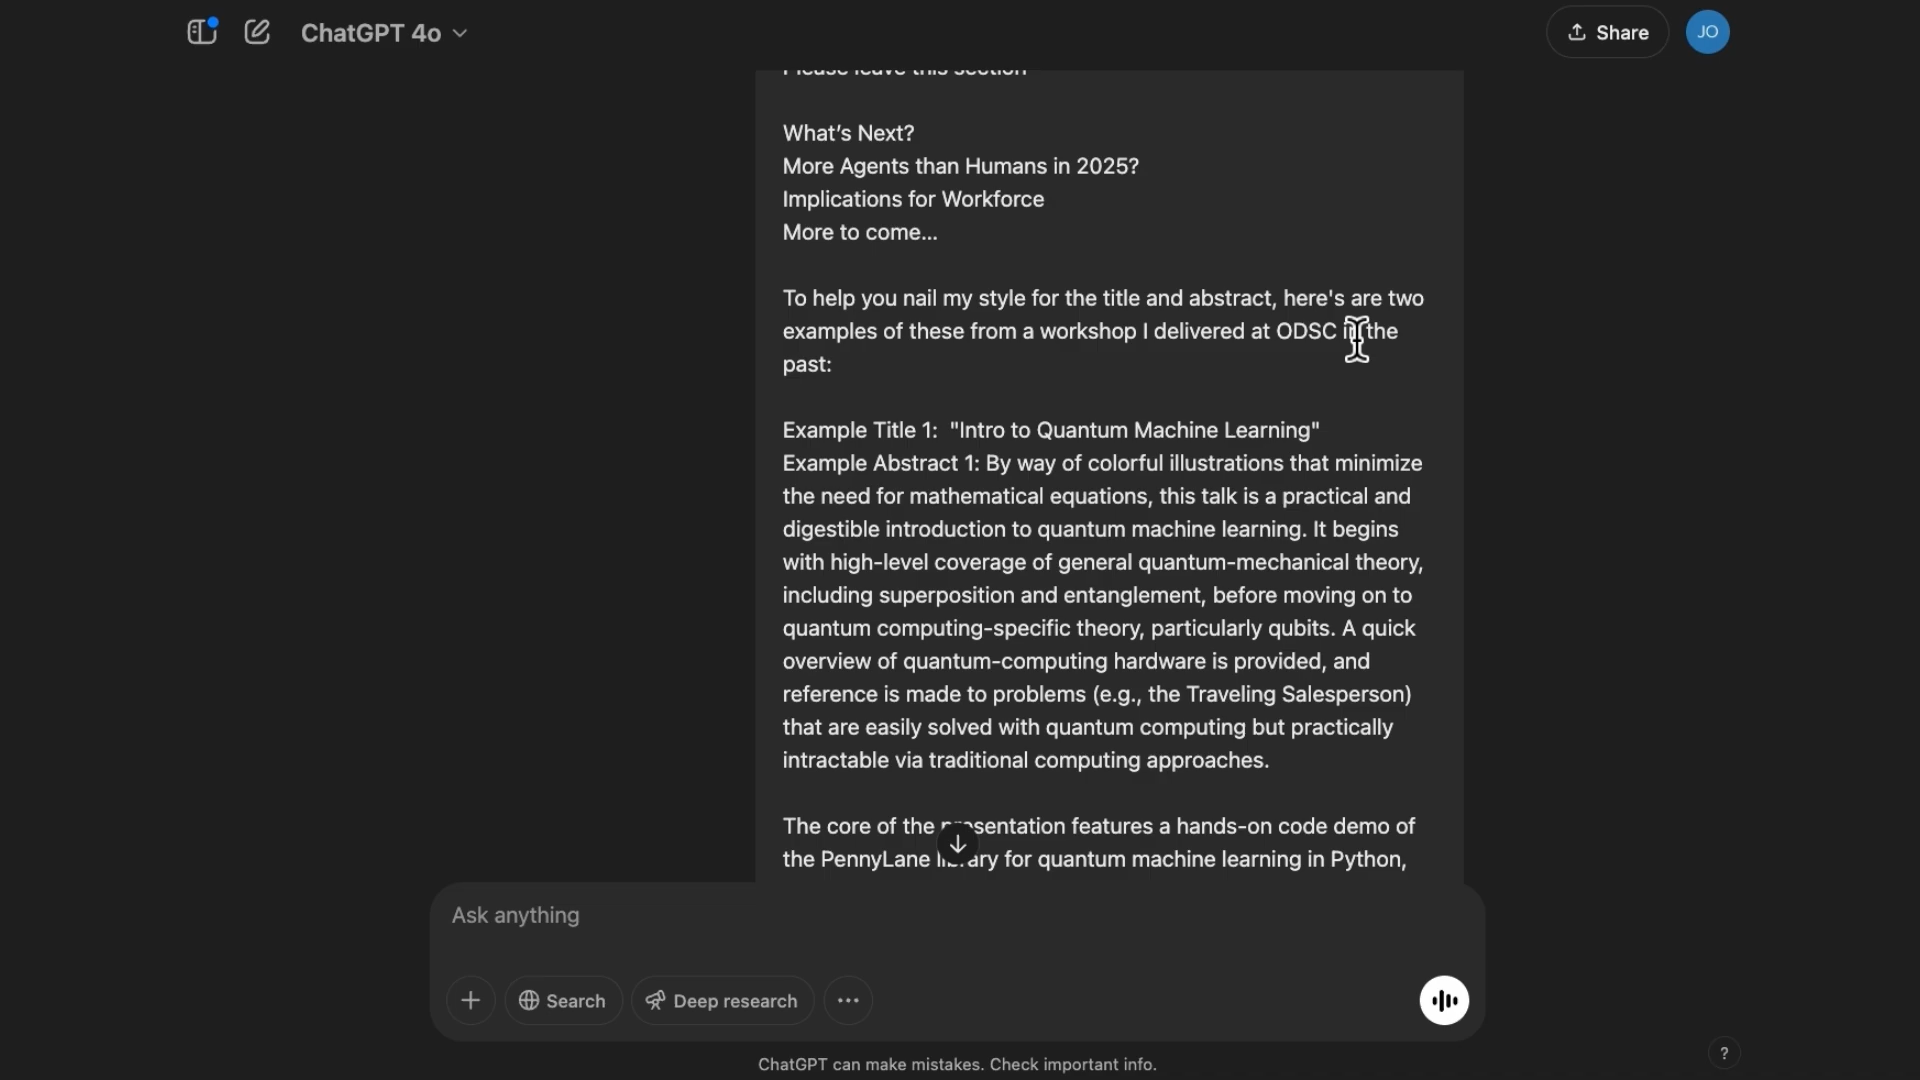 ChatGPT 4o
Share
JO
Please leave this section
What's Next?
More Agents than Humans in 2025?
Implications for Workforce
More to come...
To help you nail my style for the title and abstract, here's are two
examples of these from a workshop I delivered at ODSC in the
past:
Example Title 1:  "Intro to Quantum Machine Learning"
Example Abstract 1: By way of colorful illustrations that minimize
the need for mathematical equations, this talk is a practical and
digestible introduction to quantum machine learning. It begins
with high-level coverage of general quantum-mechanical theory,
including superposition and entanglement, before moving on to
quantum computing-specific theory, particularly qubits. A quick
overview of quantum-computing hardware is provided, and
reference is made to problems (e.g., the Traveling Salesperson)
that are easily solved with quantum computing but practically
intractable via traditional computing approaches.
The core of the presentation features a hands-on code demo of
the PennyLane library for quantum machine learning in Python,
Ask anything
Search
Deep research
ChatGPT can make mistakes. Check important info.
?